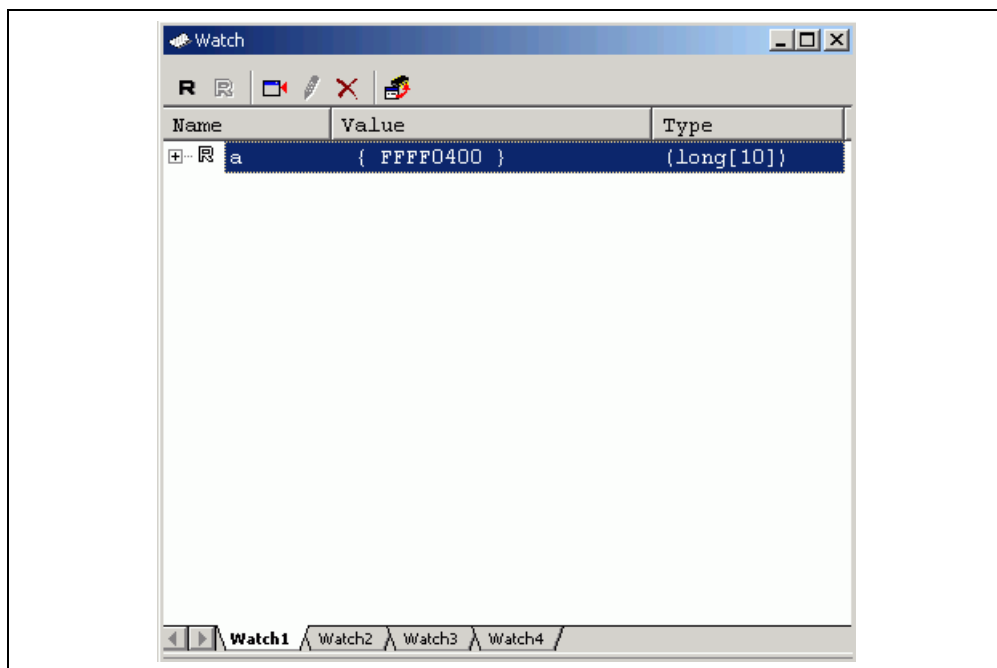 Watch
R R
Name Value Type
R a { FFFF0400 } (long[10])
Watch1 Watch2 Watch3 Watch4